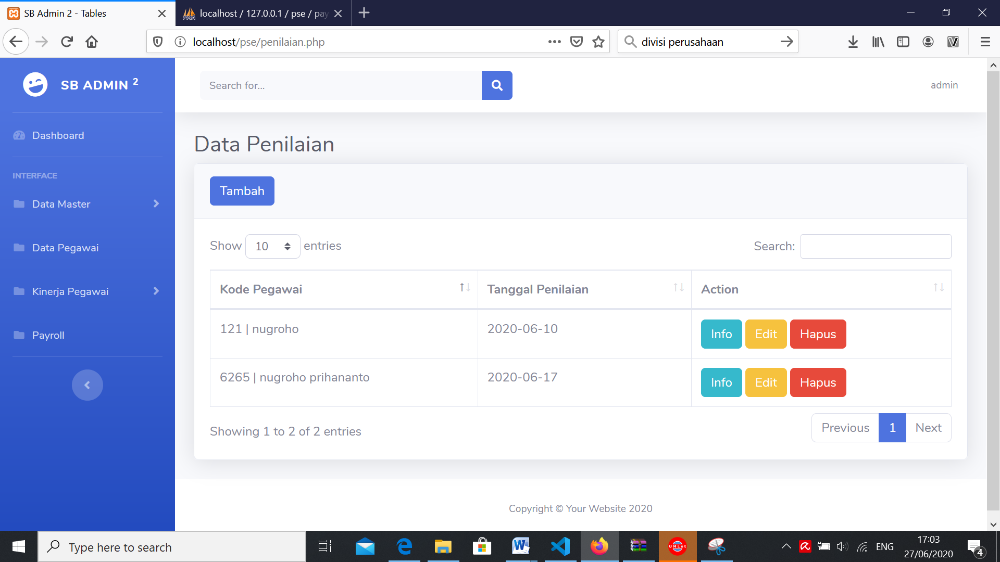 SB Admin 2 - Tables
localhost / 127.0.0.1 / pse / pay
localhost/pse/penilaian.php
divisi perusahaan
SB ADMIN 2
Search for...
admin
Dashboard
INTERFACE
Data Master
Data Pegawai
Kinerja Pegawai
Payroll
Data Penilaian
Tambah
Show 10 entries
Search:
Kode Pegawai Tanggal Penilaian Action
121 | nugroho 2020-06-10 Info Edit Hapus
6265 | nugroho prihananto 2020-06-17 Info Edit Hapus
Showing 1 to 2 of 2 entries
Previous 1 Next
Copyright © Your Website 2020
Type here to search
UMLet
ENG
17:03
27/06/2020
4